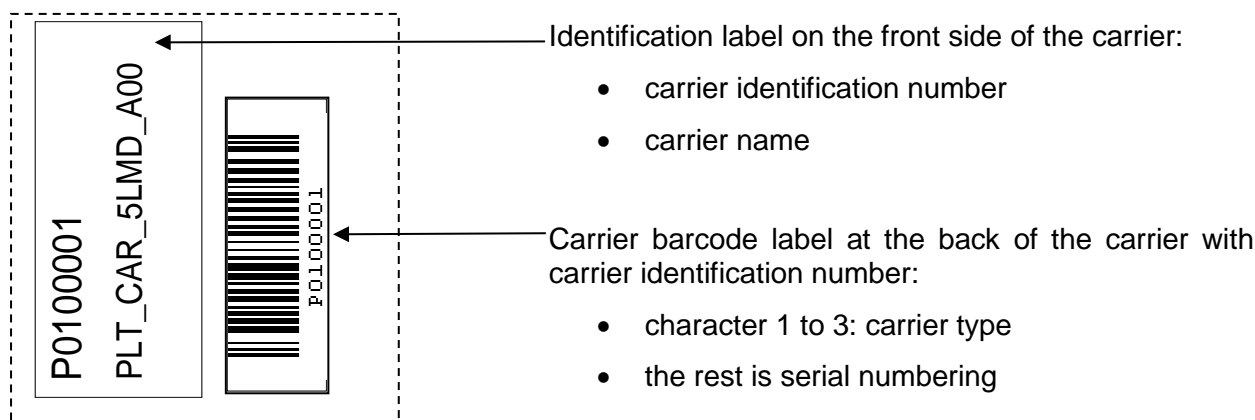 P0100001
PLT_CAR_5LMD_A00
P0100001
Identification label on the front side of the carrier:
• carrier identification number
• carrier name
Carrier barcode label at the back of the carrier with
carrier identification number:
• character 1 to 3: carrier type
• the rest is serial numbering